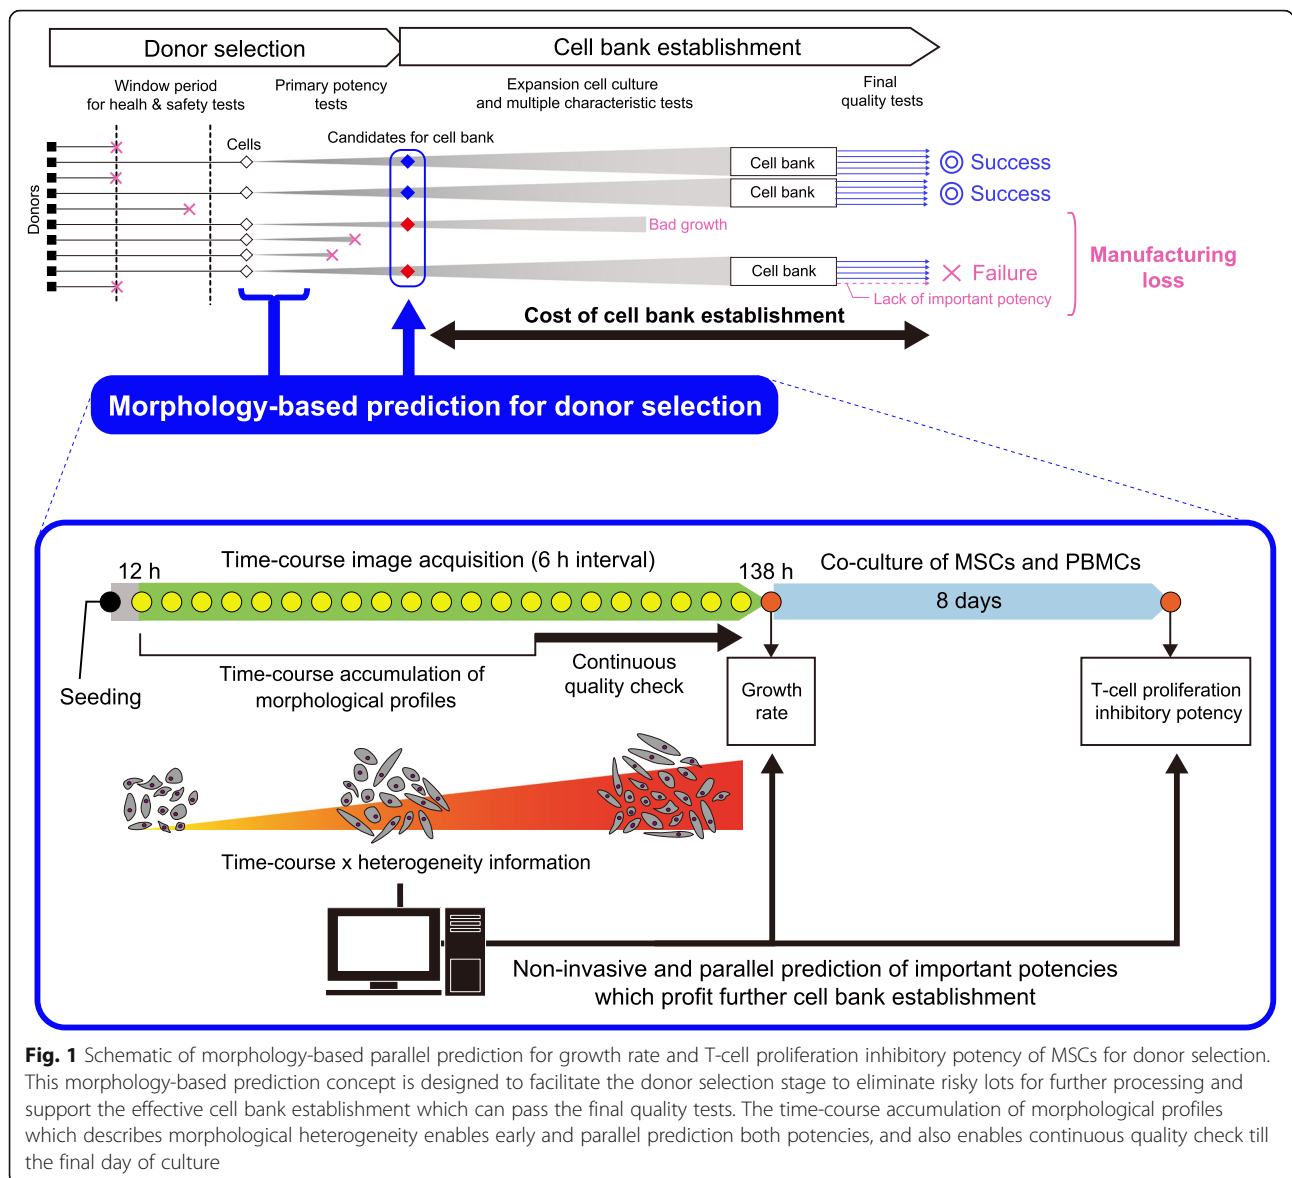 Donor selection
Cell bank establishment
Window period
for healh & safety tests
Primary potency
tests
Expansion cell culture
and multiple characteristic tests
Final
quality tests
Cells
Candidates for cell bank
Donors
Cell bank
Success
Cell bank
Success
Bad growth
Cell bank
Failure
Lack of important potency
Manufacturing
loss
Cost of cell bank establishment
Morphology-based prediction for donor selection
Time-course image acquisition (6 h interval)
Co-culture of MSCs and PBMCs
12 h
138 h
8 days
Seeding
Time-course accumulation of
morphological profiles
Continuous
quality check
Growth
rate
T-cell proliferation
inhibitory potency
Time-course x heterogeneity information
Non-invasive and parallel prediction of important potencies
which profit further cell bank establishment
Fig. 1 Schematic of morphology-based parallel prediction for growth rate and T-cell proliferation inhibitory potency of MSCs for donor selection.
This morphology-based prediction concept is designed to facilitate the donor selection stage to eliminate risky lots for further processing and
support the effective cell bank establishment which can pass the final quality tests. The time-course accumulation of morphological profiles
which describes morphological heterogeneity enables early and parallel prediction both potencies, and also enables continuous quality check till
the final day of culture